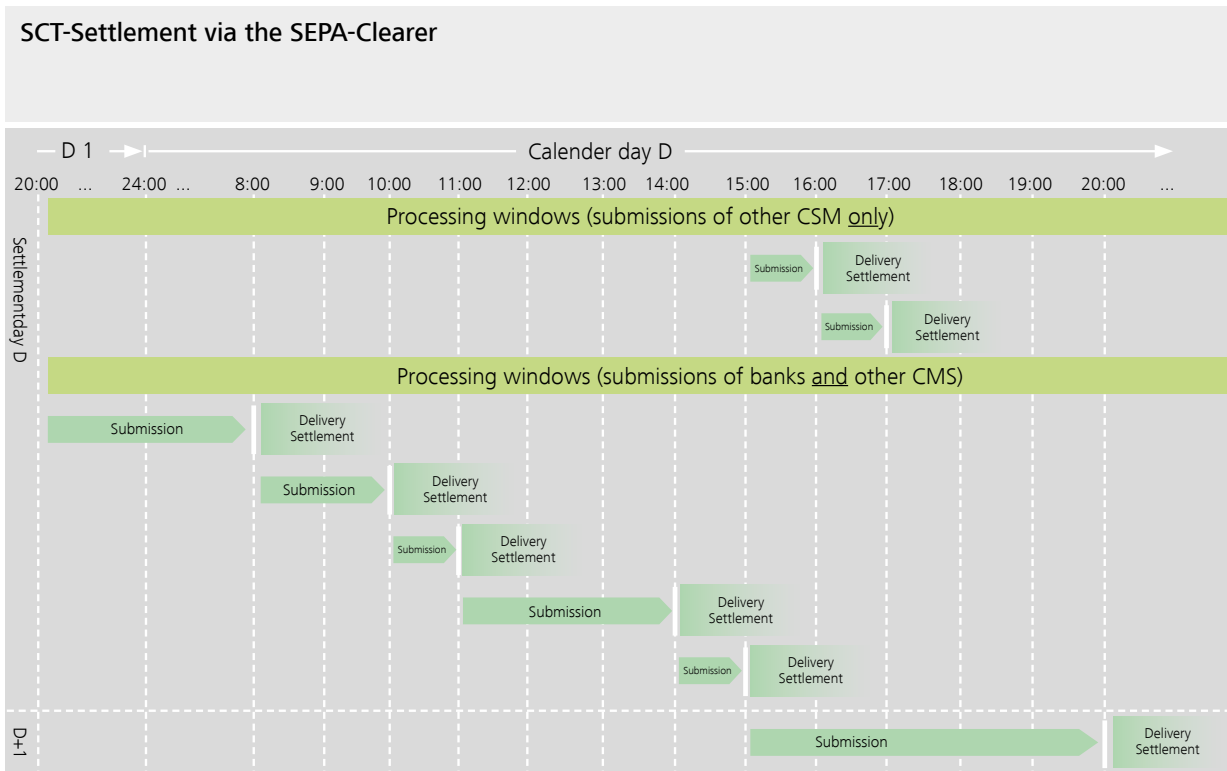 SCT-Settlement via the SEPA-Clearer
D 1
Calender day D
20:00 ... 24:00 ... 8:00 9:00 10:00 11:00 12:00 13:00 14:00 15:00 16:00 17:00 18:00 19:00 20:00 ...
Settlementday D
Processing windows (submissions of other CSM only)
Submission
Delivery
Settlement
Submission
Delivery
Settlement
Processing windows (submissions of banks and other CMS)
Submission
Delivery
Settlement
Submission
Delivery
Settlement
Submission
Delivery
Settlement
Submission
Delivery
Settlement
Submission
Delivery
Settlement
D+1
Submission
Delivery
Settlement